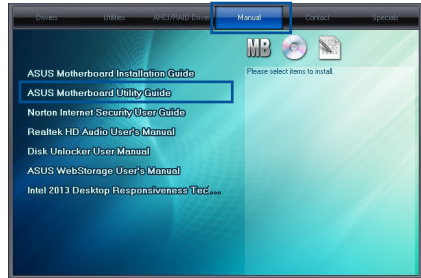 Drivers Utilities AHCI/RAID Driver Manual Contact Specials
MB
Please select items to install.
ASUS Motherboard Installation Guide
ASUS Motherboard Utility Guide
Norton Internet Security User Guide
Realtek HD Audio User's Manual
Disk Unlocker User Manual
ASUS WebStorage User's Manual
Intel 2013 Desktop Responsiveness Tecl...